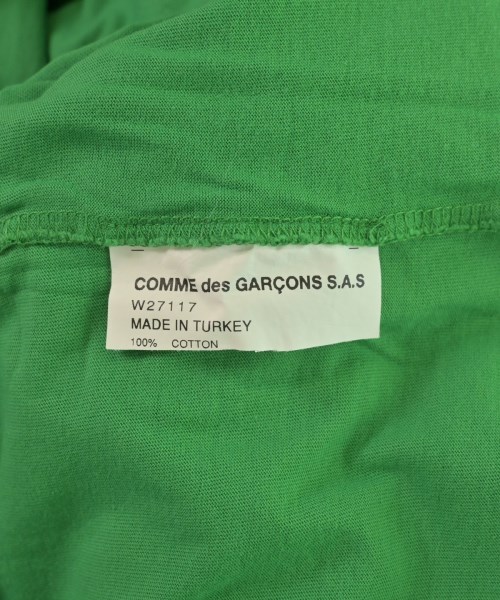 COMME des GARÇONS S.A.S
W27117
MADE IN TURKEY
100% COTTON